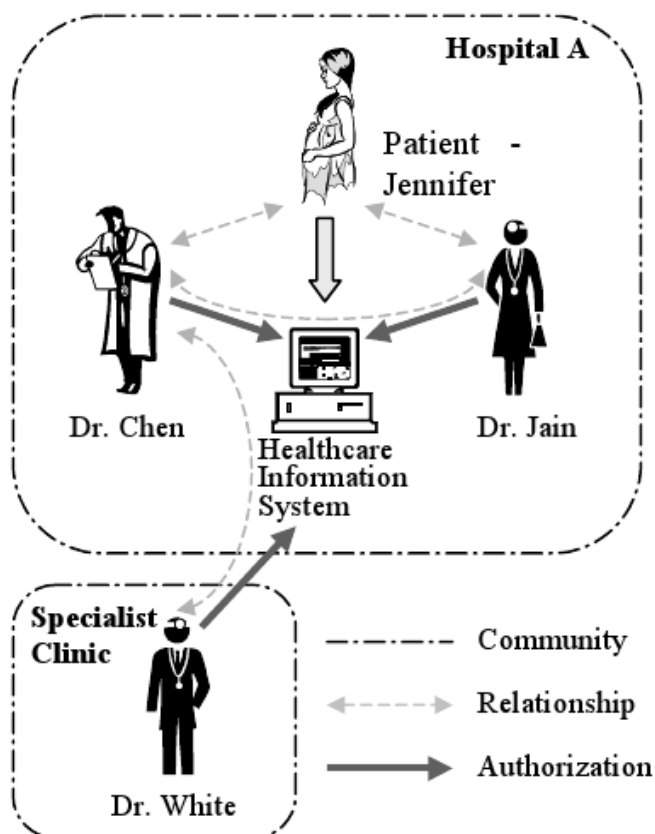 Hospital A
Patient -
Jennifer
Dr. Chen
Dr. Jain
Healthcare
Information
System
Specialist
Clinic
Dr. White
Community
Relationship
Authorization